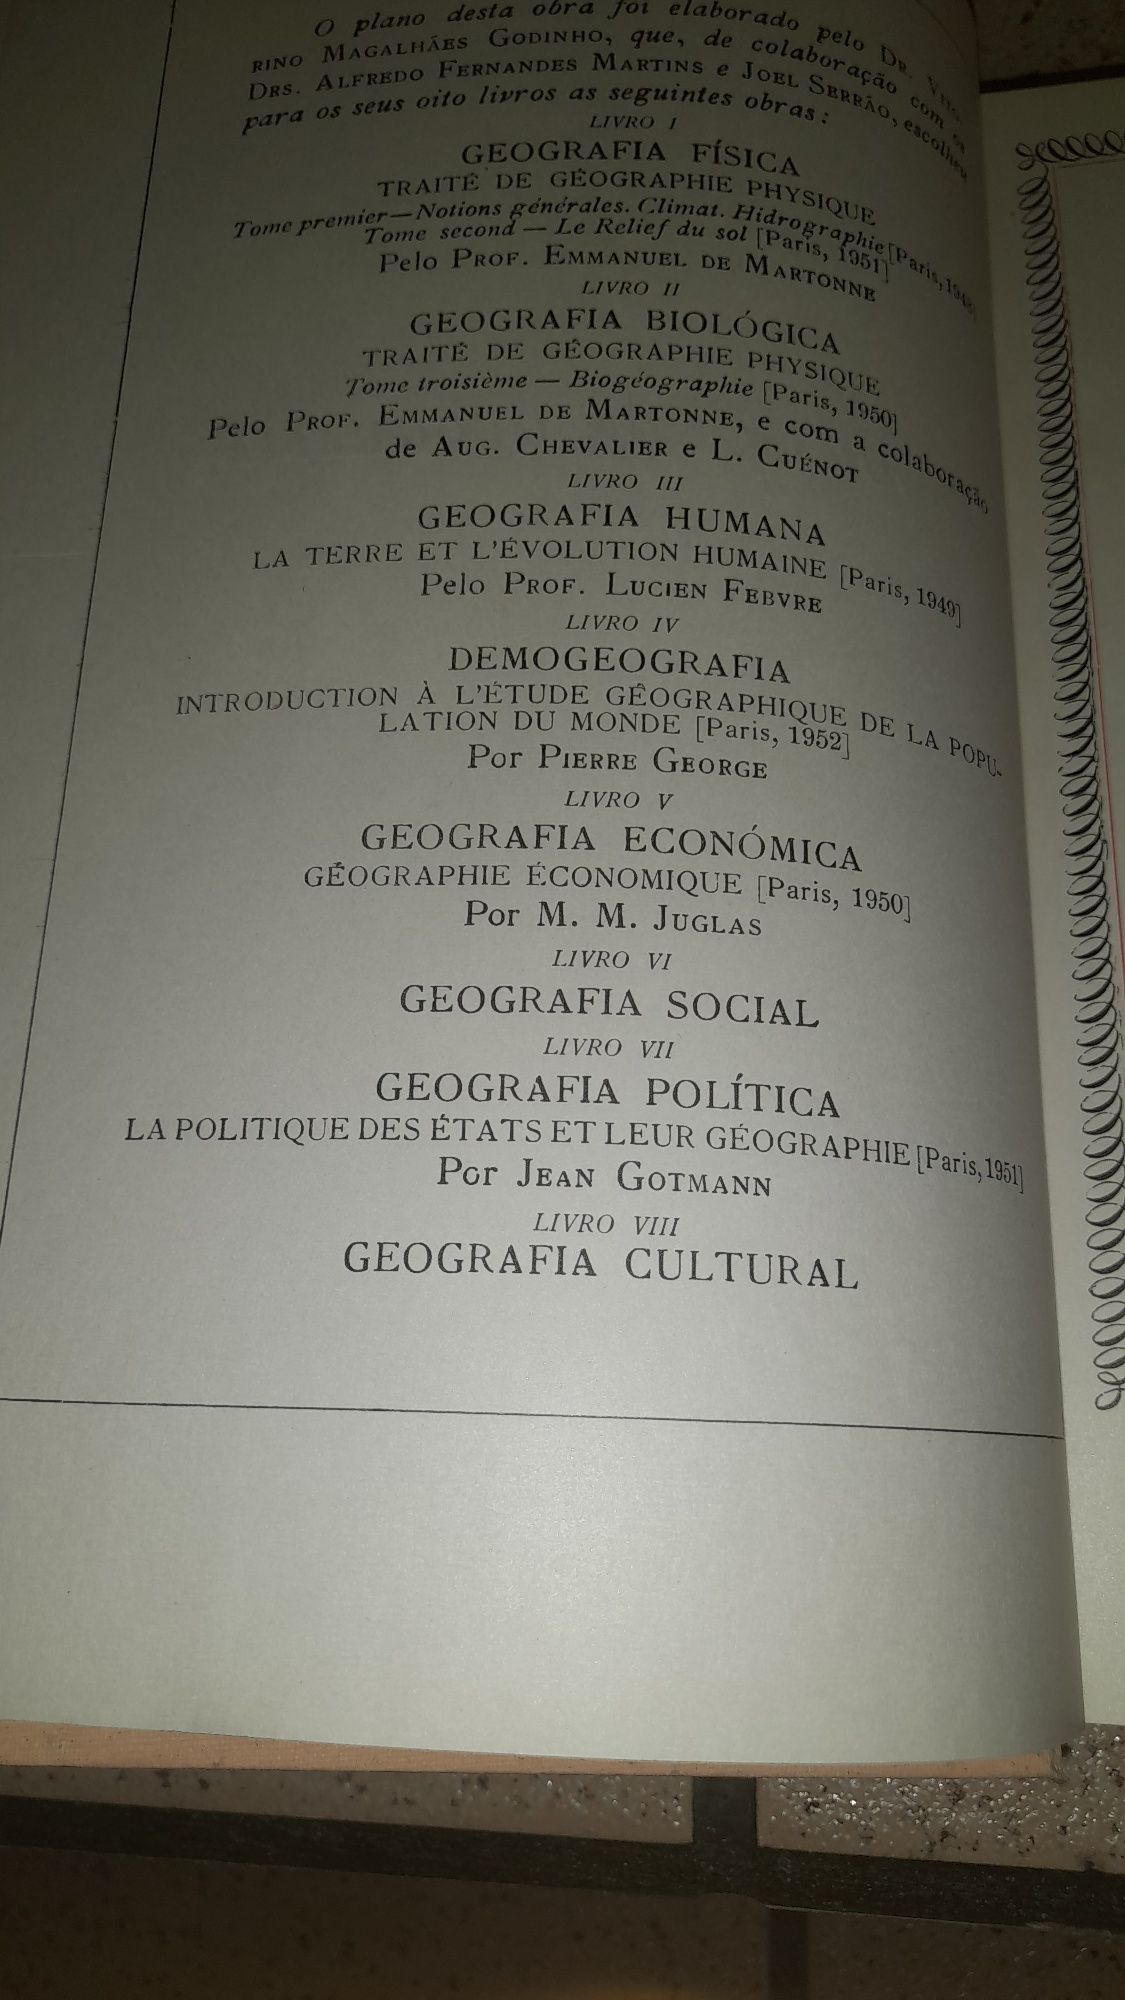 O plano desta obra foi elaborado pelo DR. VITO-
RINO MAGALHÃES GODINHO, que, de colaboração com os
DRS. ALFREDO FERNANDES MARTINS e JOEL SERRÃO, escolheu
para os seus oito livros as seguintes obras:
LIVRO I
GEOGRAFIA FÍSICA
TRAITÉ DE GÉOGRAPHIE PHYSIQUE
Tome premier—Notions générales. Climat. Hidrographie [Paris, 1948]
Tome second — Le Relief du sol [Paris, 1951]
Pelo PROF. EMMANUEL DE MARTONNE
LIVRO II
GEOGRAFIA BIOLÓGICA
TRAITÉ DE GÉOGRAPHIE PHYSIQUE
Tome troisième — Biogéographie [Paris, 1950]
Pelo PROF. EMMANUEL DE MARTONNE, e com a colaboração
de AUG. CHEVALIER e L. CUÉNOT
LIVRO III
GEOGRAFIA HUMANA
LA TERRE ET L'ÉVOLUTION HUMAINE [Paris, 1949]
Pelo PROF. LUCIEN FEBVRE
LIVRO IV
DEMOGEOGRAFIA
INTRODUCTION À L'ÉTUDE GÉOGRAPHIQUE DE LA POPU-
LATION DU MONDE [Paris, 1952]
Por PIERRE GEORGE
LIVRO V
GEOGRAFIA ECONÓMICA
GÉOGRAPHIE ÉCONOMIQUE [Paris, 1950]
Por M. M. JUGLAS
LIVRO VI
GEOGRAFIA SOCIAL
LIVRO VII
GEOGRAFIA POLÍTICA
LA POLITIQUE DES ÉTATS ET LEUR GÉOGRAPHIE [Paris, 1951]
Por JEAN GOTMANN
LIVRO VIII
GEOGRAFIA CULTURAL